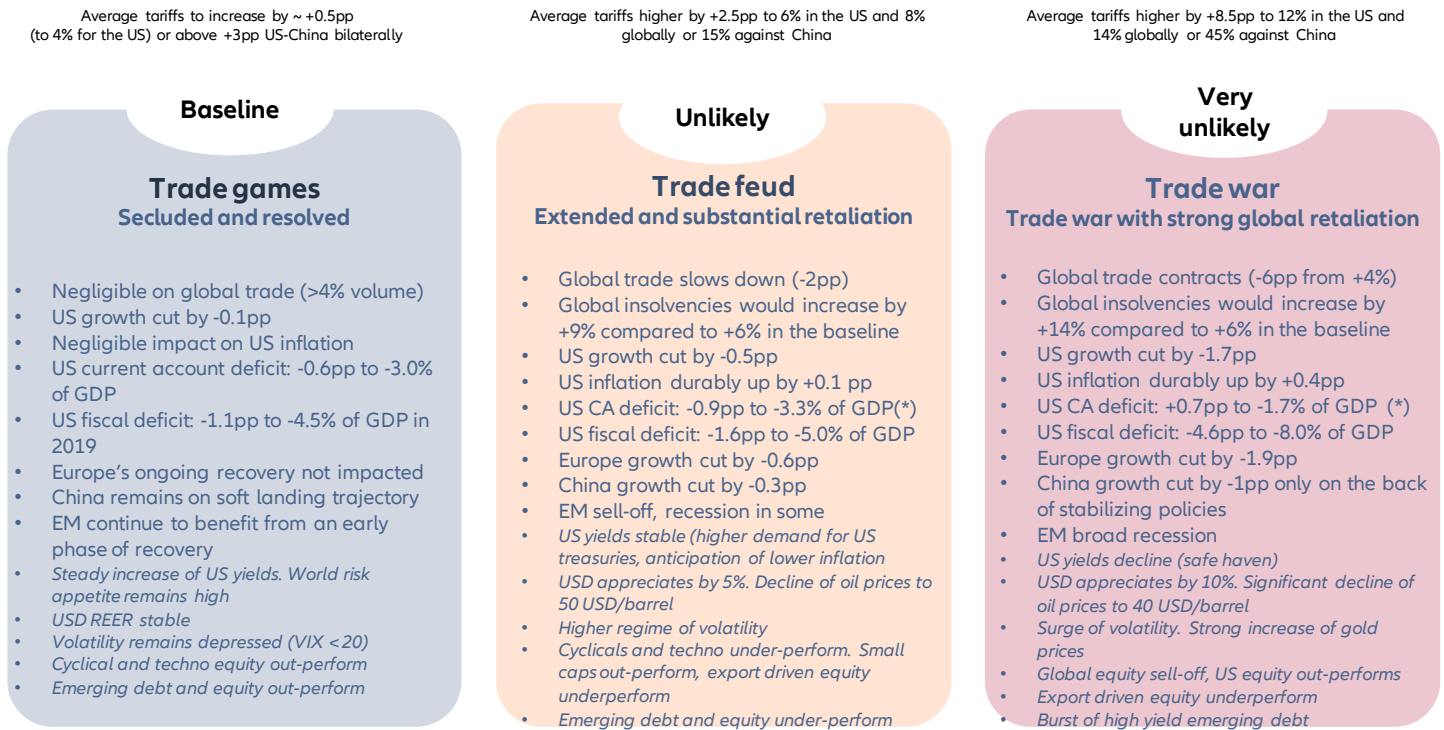 Average tariffs to increase by ~ +0.5pp
(to 4% for the US) or above +3pp US-China bilaterally
Baseline
Trade games
Secluded and resolved
• Negligible on global trade (>4% volume)
• US growth cut by -0.1pp
• Negligible impact on US inflation
• US current account deficit: -0.6pp to -3.0%
of GDP
• US fiscal deficit: -1.1pp to -4.5% of GDP in
2019
• Europe’s ongoing recovery not impacted
• China remains on soft landing trajectory
• EM continue to benefit from an early
phase of recovery
• Steady increase of US yields. World risk
appetite remains high
• USD REER stable
• Volatility remains depressed (VIX <20)
• Cyclical and techno equity out-perform
• Emerging debt and equity out-perform
Average tariffs higher by +2.5pp to 6% in the US and 8%
globally or 15% against China
Unlikely
Trade feud
Extended and substantial retaliation
• Global trade slows down (-2pp)
• Global insolvencies would increase by
+9% compared to +6% in the baseline
• US growth cut by -0.5pp
• US inflation durably up by +0.1 pp
• US CA deficit: -0.9pp to -3.3% of GDP(*)
• US fiscal deficit: -1.6pp to -5.0% of GDP
• Europe growth cut by -0.6pp
• China growth cut by -0.3pp
• EM sell-off, recession in some
• US yields stable (higher demand for US
treasuries, anticipation of lower inflation
• USD appreciates by 5%. Decline of oil prices to
50 USD/barrel
• Higher regime of volatility
• Cyclicals and techno under-perform. Small
caps out-perform, export driven equity
underperform
• Emerging debt and equity under-perform
Average tariffs higher by +8.5pp to 12% in the US and
14% globally or 45% against China
Very
unlikely
Trade war
Trade war with strong global retaliation
• Global trade contracts (-6pp from +4%)
• Global insolvencies would increase by
+14% compared to +6% in the baseline
• US growth cut by -1.7pp
• US inflation durably up by +0.4pp
• US CA deficit: +0.7pp to -1.7% of GDP (*)
• US fiscal deficit: -4.6pp to -8.0% of GDP
• Europe growth cut by -1.9pp
• China growth cut by -1pp only on the back
of stabilizing policies
• EM broad recession
• US yields decline (safe haven)
• USD appreciates by 10%. Significant decline of
oil prices to 40 USD/barrel
• Surge of volatility. Strong increase of gold
prices
• Global equity sell-off, US equity out-performs
• Export driven equity underperform
• Burst of high yield emerging debt